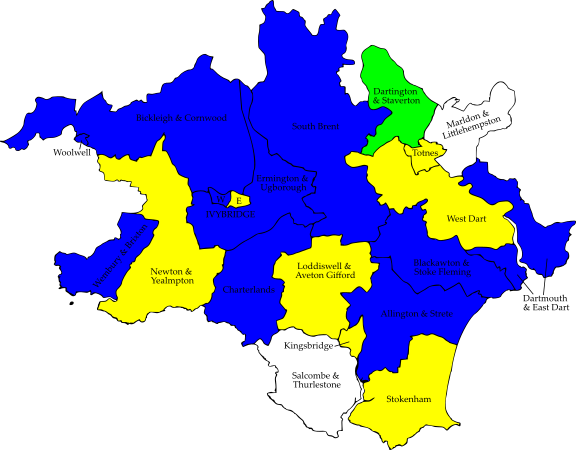 Dartington
& Staverton
Bickleigh & Cornwood
South Brent
Marldon &
Littlehempston
Woolwell
Totnes
Ermington &
Ugborough
W
E
IVYBRIDGE
West Dart
Wembury & Brixton
Newton &
Yealmpton
Loddiswell &
Aveton Gifford
Blackawton &
Stoke Fleming
Charterlands
Dartmouth
& East Dart
Allington & Strete
Kingsbridge
Salcombe &
Thurlestone
Stokenham